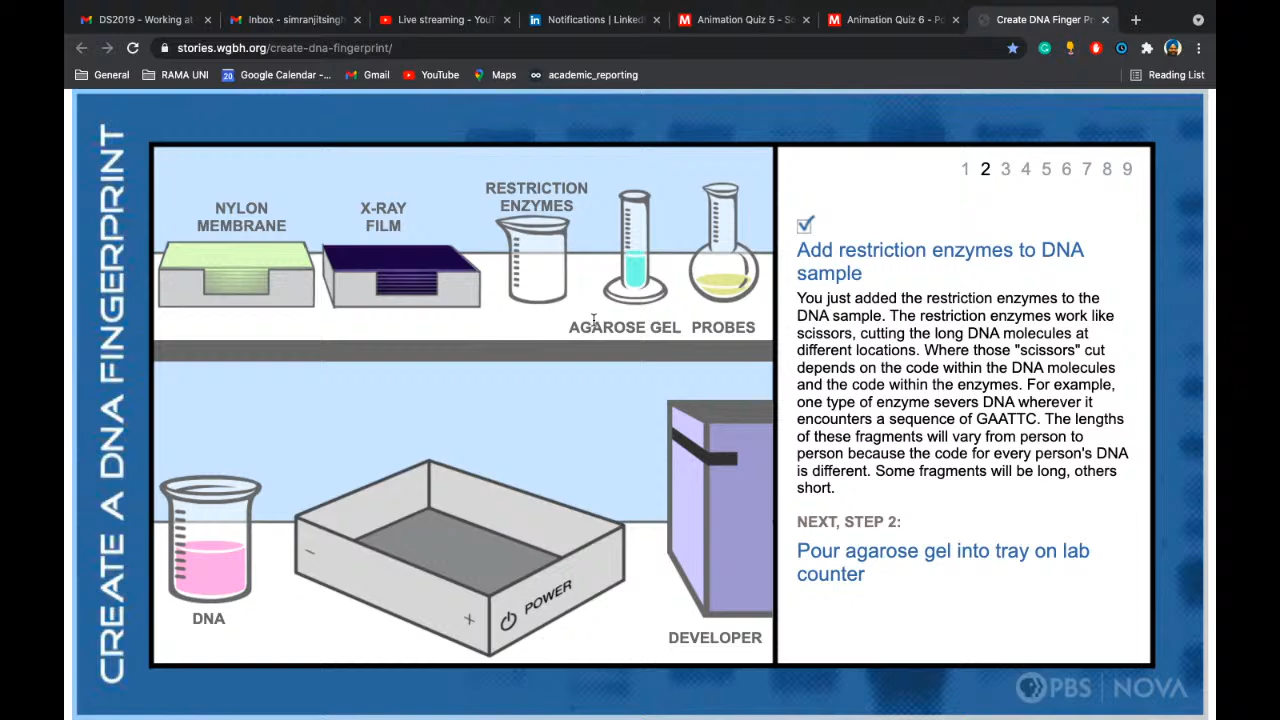 DS2019 - Working at
Inbox - simranjitsingh
Live streaming - YouT
Notifications | LinkedI
Animation Quiz 5 - So
Animation Quiz 6 - Po
Create DNA Finger Pr
stories.wgbh.org/create-dna-fingerprint/
General
RAMA UNI
20
Google Calendar -...
Gmail
YouTube
Maps
academic_reporting
Reading List
CREATE A DNA FINGERPRINT
NYLON
MEMBRANE
X-RAY
FILM
RESTRICTION
ENZYMES
AGAROSE GEL
PROBES
DNA
- + POWER
DEVELOPER
1 2 3 4 5 6 7 8 9
Add restriction enzymes to DNA
sample
You just added the restriction enzymes to the
DNA sample. The restriction enzymes work like
scissors, cutting the long DNA molecules at
different locations. Where those "scissors" cut
depends on the code within the DNA molecules
and the code within the enzymes. For example,
one type of enzyme severs DNA wherever it
encounters a sequence of GAATTC. The lengths
of these fragments will vary from person to
person because the code for every person's DNA
is different. Some fragments will be long, others
short.
NEXT, STEP 2:
Pour agarose gel into tray on lab
counter
PBS | NOVA